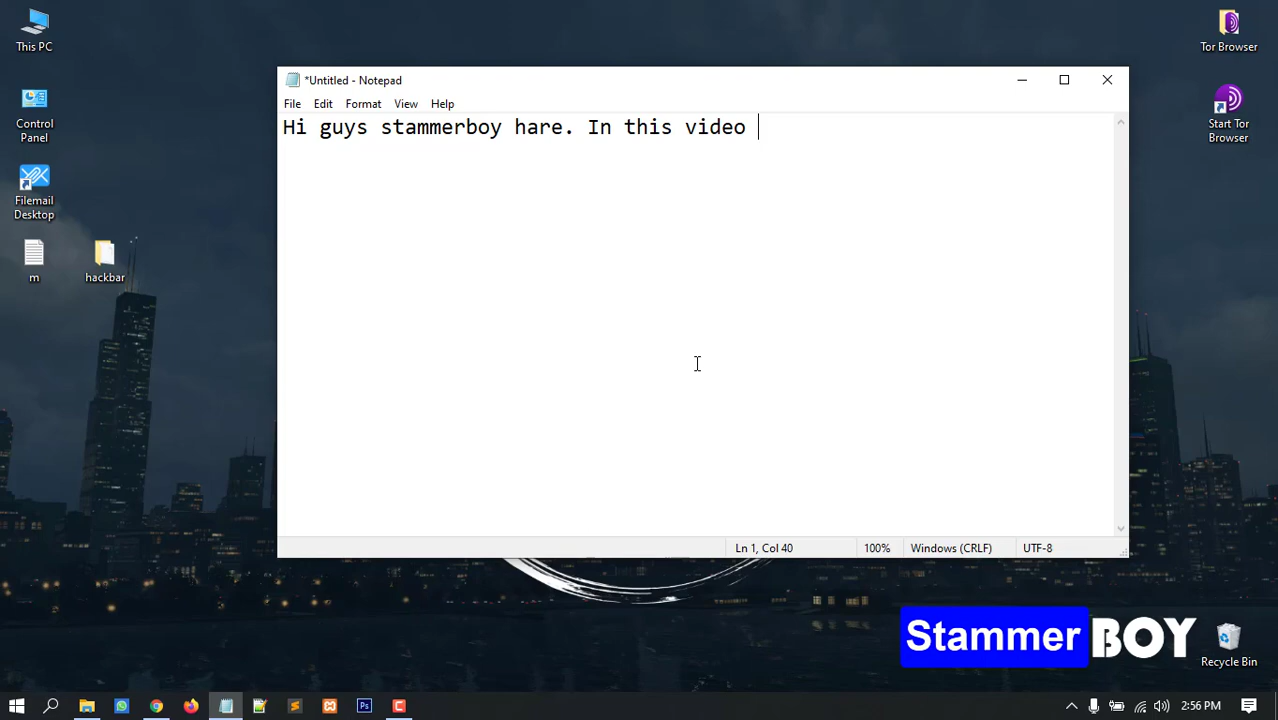 This PC
Control
Panel
Filemail
Desktop
m
hackbar
*Untitled - Notepad
File Edit Format View Help
Hi guys stammerboy hare. In this video
Ln 1, Col 40
100%
Windows (CRLF)
UTF-8
Tor Browser
Start Tor
Browser
Stammer BOY
Recycle Bin
Ps
C
2:56 PM